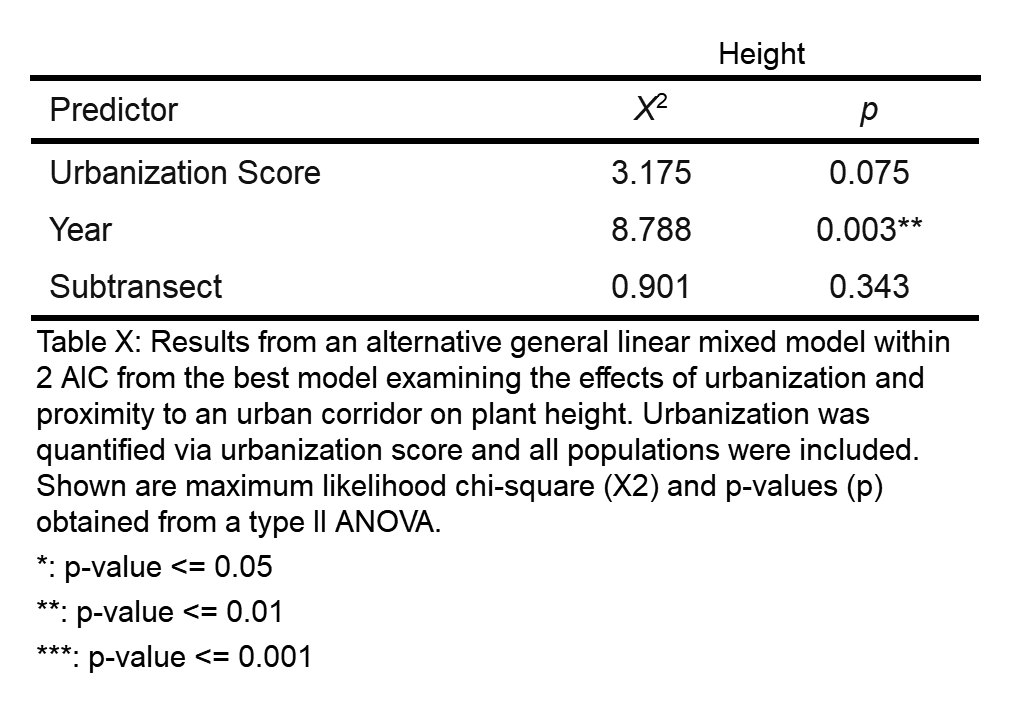 Height
Predictor X² p
Urbanization Score 3.175 0.075
Year 8.788 0.003**
Subtransect 0.901 0.343
Table X: Results from an alternative general linear mixed model within
2 AIC from the best model examining the effects of urbanization and
proximity to an urban corridor on plant height. Urbanization was
quantified via urbanization score and all populations were included.
Shown are maximum likelihood chi-square (X2) and p-values (p)
obtained from a type II ANOVA.
*: p-value <= 0.05
**: p-value <= 0.01
***: p-value <= 0.001